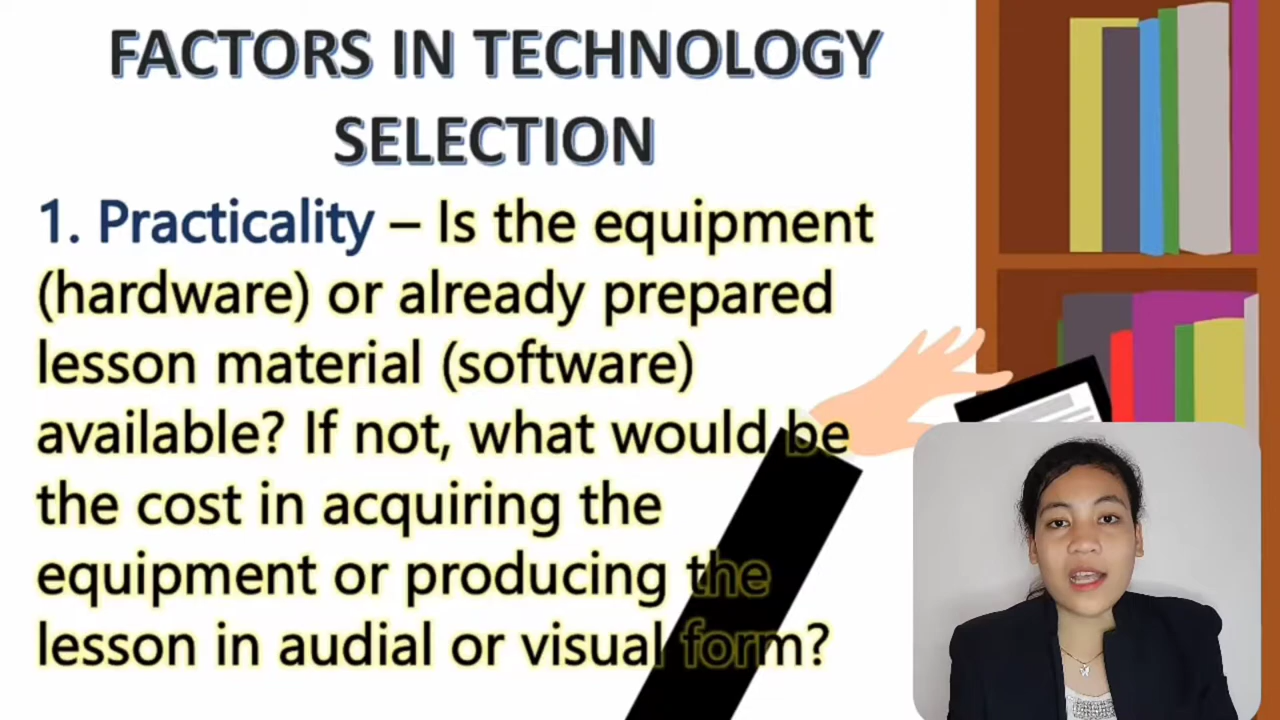 FACTORS IN TECHNOLOGY
SELECTION
1. Practicality – Is the equipment
(hardware) or already prepared
lesson material (software)
available? If not, what would be
the cost in acquiring the
equipment or producing the
lesson in audial or visual form?